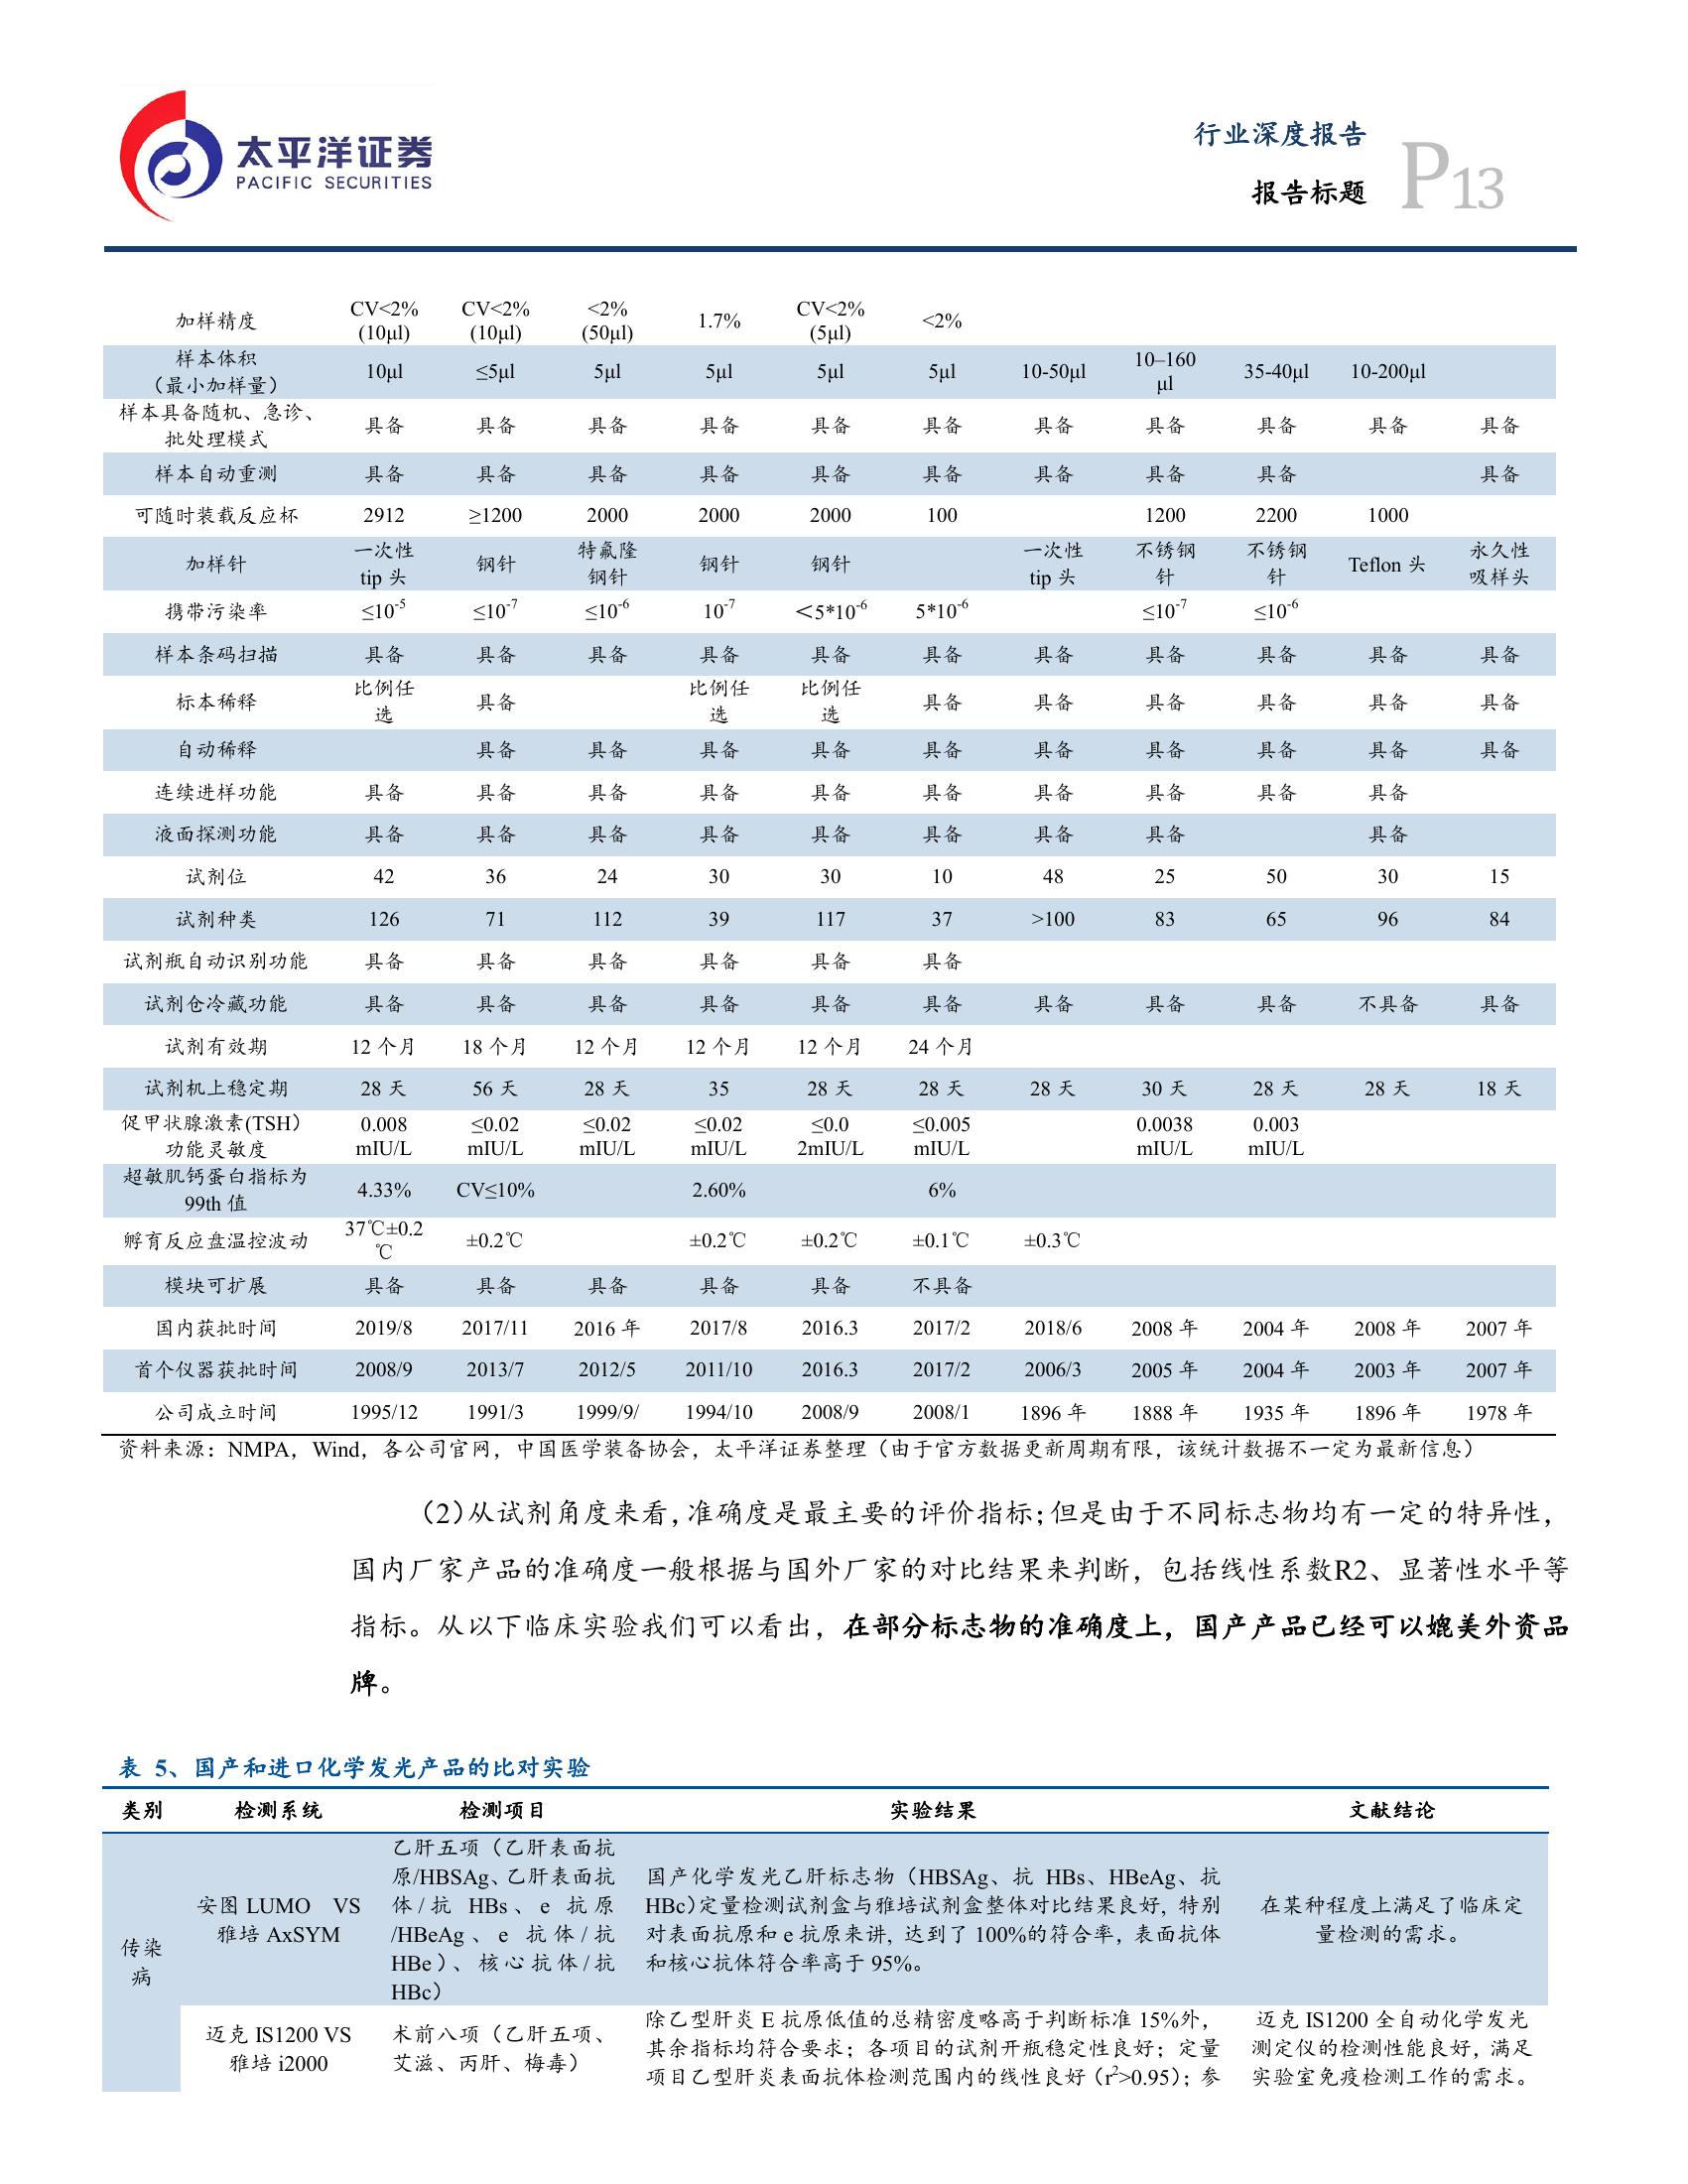 太平洋证券
PACIFIC SECURITIES
行业深度报告
报告标题
P13
加样精度 CV<2%(10μl) CV<2%(10μl) <2%(50μl) 1.7% CV<2%(5μl) <2%
样本体积（最小加样量） 10μl ≤5μl 5μl 5μl 5μl 5μl 10-50μl 10–160μl 35-40μl 10-200μl
样本具备随机、急诊、批处理模式 具备 具备 具备 具备 具备 具备 具备 具备 具备 具备 具备
样本自动重测 具备 具备 具备 具备 具备 具备 具备 具备 具备 具备
可随时装载反应杯 2912 ≥1200 2000 2000 2000 100 1200 2200 1000
加样针 一次性tip 头 钢针 特氟隆钢针 钢针 钢针 一次性tip 头 不锈钢针 不锈钢针 Teflon 头 永久性吸样头
携带污染率 ≤10⁻⁵ ≤10⁻⁷ ≤10⁻⁶ 10⁻⁷ ＜5*10⁻⁶ 5*10⁻⁶ ≤10⁻⁷ ≤10⁻⁶
样本条码扫描 具备 具备 具备 具备 具备 具备 具备 具备 具备 具备 具备
标本稀释 比例任选 具备 比例任选 比例任选 具备 具备 具备 具备 具备 具备
自动稀释 具备 具备 具备 具备 具备 具备 具备 具备 具备 具备
连续进样功能 具备 具备 具备 具备 具备 具备 具备 具备 具备 具备
液面探测功能 具备 具备 具备 具备 具备 具备 具备 具备 具备
试剂位 42 36 24 30 30 10 48 25 50 30 15
试剂种类 126 71 112 39 117 37 >100 83 65 96 84
试剂瓶自动识别功能 具备 具备 具备 具备 具备 具备
试剂仓冷藏功能 具备 具备 具备 具备 具备 具备 具备 具备 具备 不具备 具备
试剂有效期 12 个月 18 个月 12 个月 12 个月 12 个月 24 个月
试剂机上稳定期 28 天 56 天 28 天 35 28 天 28 天 28 天 30 天 28 天 28 天 18 天
促甲状腺激素(TSH）功能灵敏度 0.008 mIU/L ≤0.02 mIU/L ≤0.02 mIU/L ≤0.02 mIU/L ≤0.02mIU/L ≤0.005 mIU/L 0.0038 mIU/L 0.003 mIU/L
超敏肌钙蛋白指标为99th 值 4.33% CV≤10% 2.60% 6%
孵育反应盘温控波动 37℃±0.2℃ ±0.2℃ ±0.2℃ ±0.2℃ ±0.1℃ ±0.3℃
模块可扩展 具备 具备 具备 具备 具备 不具备
国内获批时间 2019/8 2017/11 2016 年 2017/8 2016.3 2017/2 2018/6 2008 年 2004 年 2008 年 2007 年
首个仪器获批时间 2008/9 2013/7 2012/5 2011/10 2016.3 2017/2 2006/3 2005 年 2004 年 2003 年 2007 年
公司成立时间 1995/12 1991/3 1999/9/ 1994/10 2008/9 2008/1 1896 年 1888 年 1935 年 1896 年 1978 年
资料来源：NMPA，Wind，各公司官网，中国医学装备协会，太平洋证券整理（由于官方数据更新周期有限，该统计数据不一定为最新信息）
（2）从试剂角度来看，准确度是最主要的评价指标；但是由于不同标志物均有一定的特异性，
国内厂家产品的准确度一般根据与国外厂家的对比结果来判断，包括线性系数R2、显著性水平等
指标。从以下临床实验我们可以看出，在部分标志物的准确度上，国产产品已经可以媲美外资品
牌。
表 5、国产和进口化学发光产品的比对实验
类别 检测系统 检测项目 实验结果 文献结论
传染
病
安图 LUMO VS
雅培 AxSYM
乙肝五项（乙肝表面抗
原/HBSAg、乙肝表面抗
体/抗 HBs、e 抗原
/HBeAg、e 抗体/抗
HBe）、核心抗体/抗
HBc）
国产化学发光乙肝标志物（HBSAg、抗 HBs、HBeAg、抗
HBc）定量检测试剂盒与雅培试剂盒整体对比结果良好，特别
对表面抗原和 e 抗原来讲，达到了 100%的符合率，表面抗体
和核心抗体符合率高于 95%。
在某种程度上满足了临床定
量检测的需求。
迈克 IS1200 VS
雅培 i2000
术前八项（乙肝五项、
艾滋、丙肝、梅毒）
除乙型肝炎 E 抗原低值的总精密度略高于判断标准 15%外，
其余指标均符合要求；各项目的试剂开瓶稳定性良好；定量
项目乙型肝炎表面抗体检测范围内的线性良好（r²>0.95）；参
迈克 IS1200 全自动化学发光
测定仪的检测性能良好，满足
实验室免疫检测工作的需求。